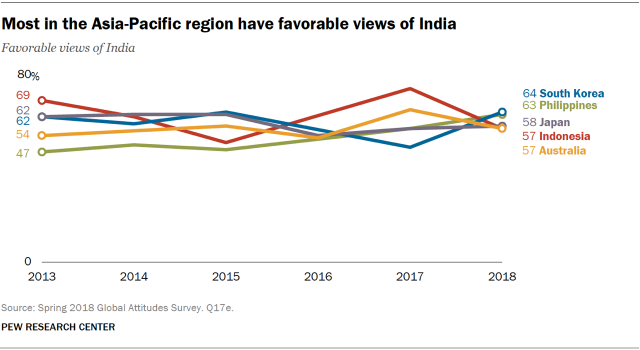 Most in the Asia-Pacific region have favorable views of India
Favorable views of India
80%
69
62
62
54
47
64 South Korea
63 Philippines
58 Japan
57 Indonesia
57 Australia
0
2013 2014 2015 2016 2017 2018
Source: Spring 2018 Global Attitudes Survey. Q17e.
PEW RESEARCH CENTER